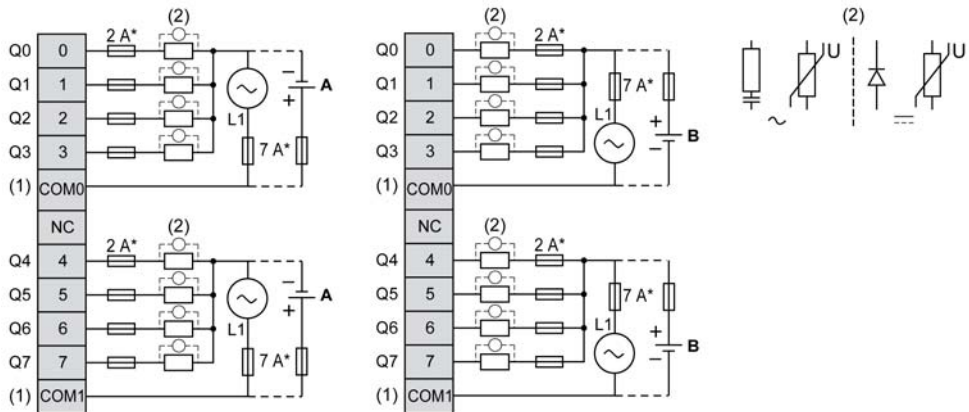 (2)
Q0 0 2 A*
Q1 1 − A
Q2 2 +
L1
Q3 3 7 A*
(1) COM0
NC
(2)
Q4 4 2 A*
Q5 5 − A
L1 +
Q6 6
Q7 7 7 A*
(1) COM1
(2)
Q0 0 2 A*
Q1 1 7 A*
Q2 2 +
L1 B
Q3 3 −
(1) COM0
NC
(2)
Q4 4 2 A*
Q5 5 7 A*
Q6 6 +
L1 B
Q7 7 −
(1) COM1
(2)
U U